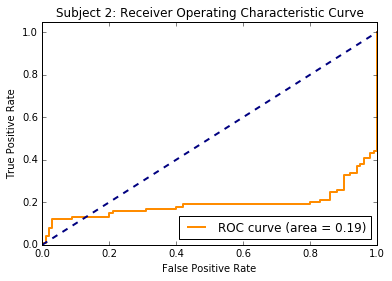 Subject 2: Receiver Operating Characteristic Curve
True Positive Rate
1.0
0.8
0.6
0.4
0.2
0.0
ROC curve (area = 0.19)
0.0 0.2 0.4 0.6 0.8 1.0
False Positive Rate